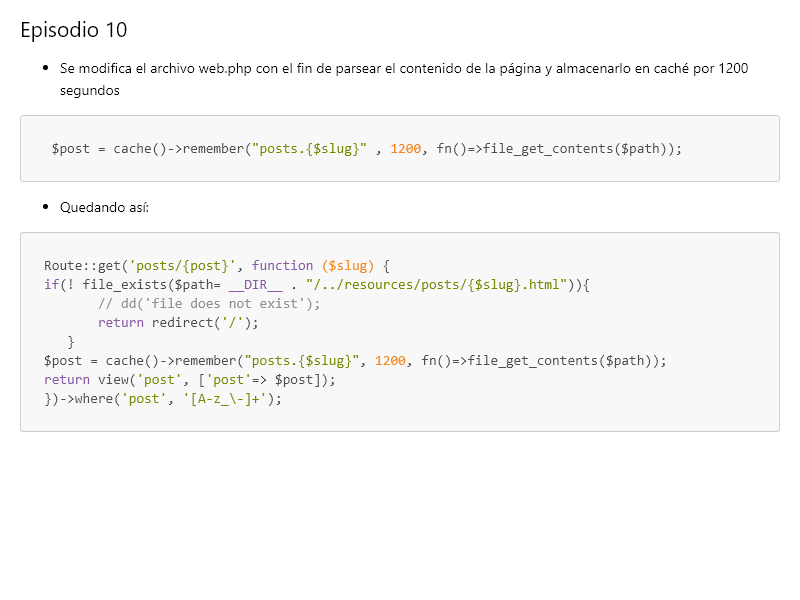 Episodio 10
• Se modifica el archivo web.php con el fin de parsear el contenido de la página y almacenarlo en caché por 1200
segundos
$post = cache()->remember("posts.{$slug}" , 1200, fn()=>file_get_contents($path));
• Quedando así:
Route::get('posts/{post}', function ($slug) {
if(! file_exists($path= __DIR__ . "/../resources/posts/{$slug}.html")){
// dd('file does not exist');
return redirect('/');
}
$post = cache()->remember("posts.{$slug}", 1200, fn()=>file_get_contents($path));
return view('post', ['post'=> $post]);
})->where('post', '[A-z_\-]+');